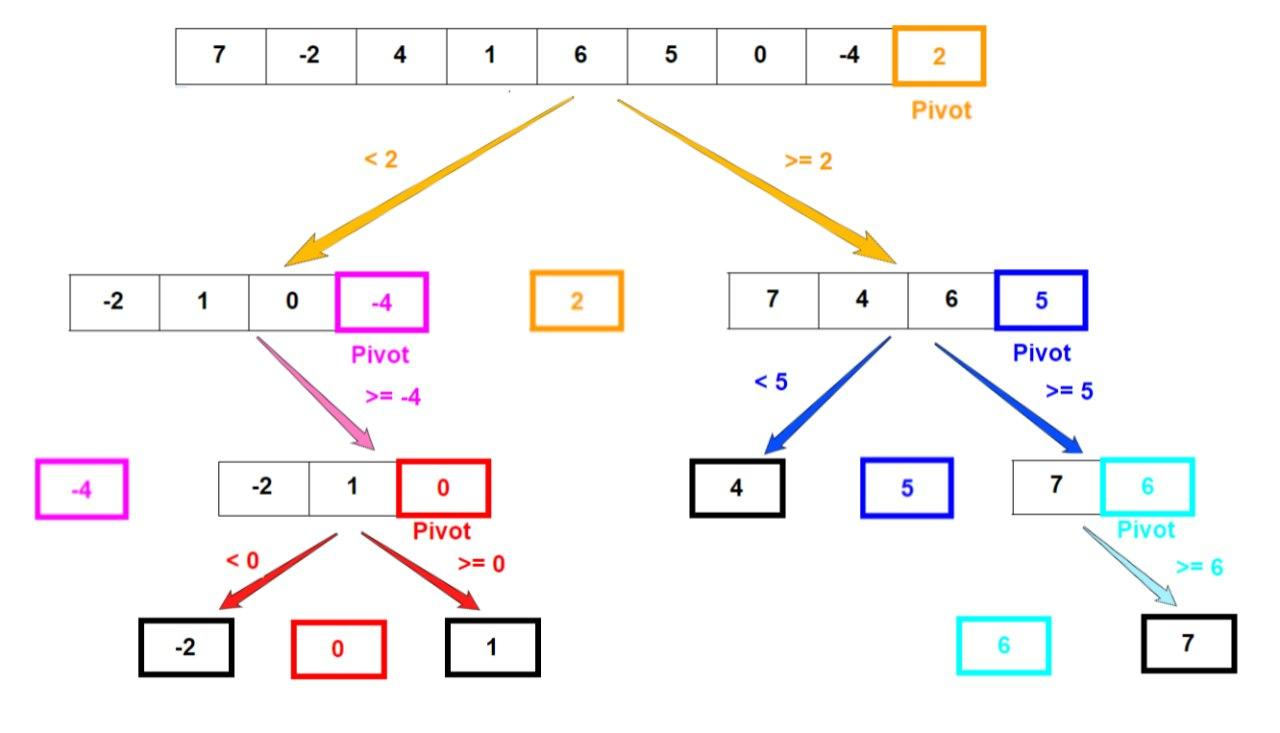 7 -2 4 1 6 5 0 -4 2
Pivot
< 2
>= 2
-2 1 0 -4
2
7 4 6 5
Pivot
Pivot
>= -4
< 5
>= 5
-4
-2 1 0
4
5
7 6
Pivot
Pivot
< 0
>= 0
>= 6
-2
0
1
6
7